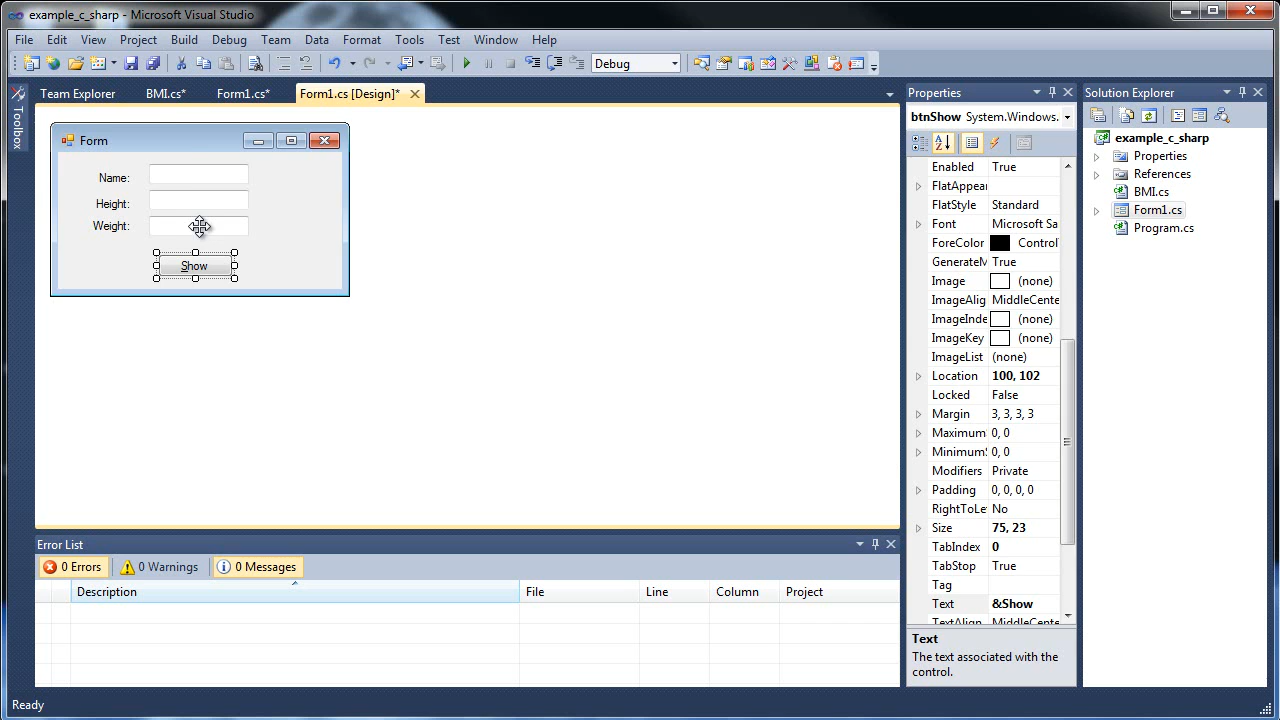 example_c_sharp - Microsoft Visual Studio
File Edit View Project Build Debug Team Data Format Tools Test Window Help
Debug
Toolbox
Team Explorer BMI.cs* Form1.cs* Form1.cs [Design]*
Form
Name:
Height:
Weight:
Show
Properties
btnShow System.Windows.
Enabled True
FlatAppear
FlatStyle Standard
Font Microsoft Sa
ForeColor Control
GenerateM True
Image (none)
ImageAlig MiddleCente
ImageInde (none)
ImageKey (none)
ImageList (none)
Location 100, 102
Locked False
Margin 3, 3, 3, 3
Maximum 0, 0
MinimumS 0, 0
Modifiers Private
Padding 0, 0, 0, 0
RightToLe No
Size 75, 23
TabIndex 0
TabStop True
Tag
Text &Show
TextAlign MiddleCente
Text
The text associated with the
control.
Solution Explorer
example_c_sharp
Properties
References
BMI.cs
Form1.cs
Program.cs
Error List
0 Errors 0 Warnings 0 Messages
Description File Line Column Project
Ready